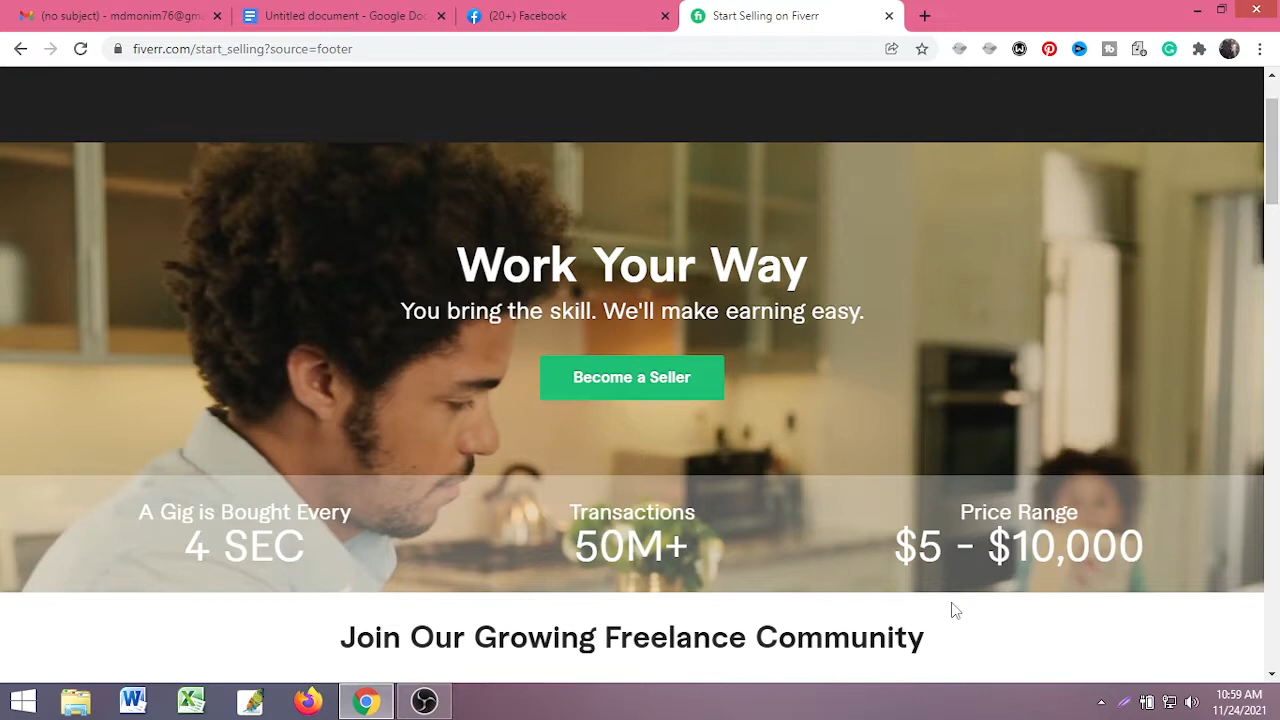 (no subject) - mdmonim76@gma
Untitled document - Google Doc
(20+) Facebook
Start Selling on Fiverr
fiverr.com/start_selling?source=footer
Work Your Way
You bring the skill. We'll make earning easy.
Become a Seller
A Gig is Bought Every
4 SEC
Transactions
50M+
Price Range
$5 - $10,000
Join Our Growing Freelance Community
10:59 AM
11/24/2021